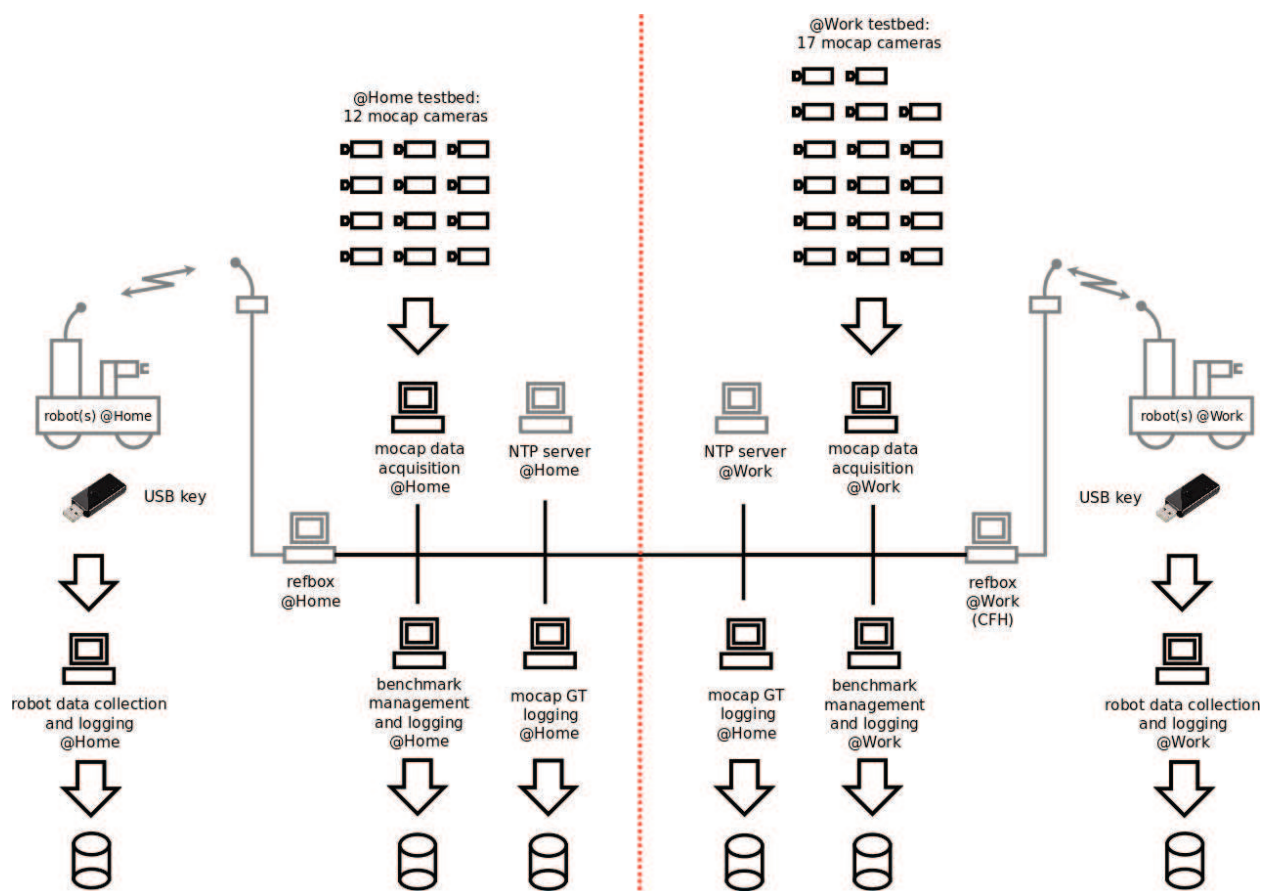 @Work testbed:
17 mocap cameras
@Home testbed:
12 mocap cameras
robot(s) @Home
robot(s) @Work
mocap data
acquisition
@Home
NTP server
@Home
NTP server
@Work
mocap data
acquisition
@Work
USB key
USB key
refbox
@Home
refbox
@Work
(CFH)
robot data collection
and logging
@Home
benchmark
management
and logging
@Home
mocap GT
logging
@Home
mocap GT
logging
@Home
benchmark
management
and logging
@Work
robot data collection
and logging
@Work